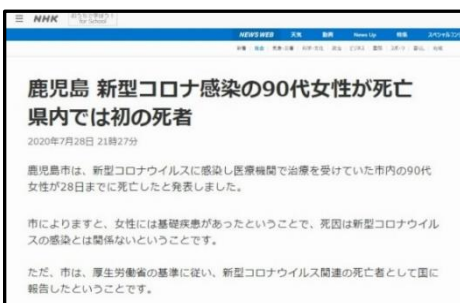 NHK
for School
NEWS WEB 天気 動画 News Up 特集
鹿児島 新型コロナ感染の90代女性が死亡
県内では初の死者
2020年7月28日 21時27分
鹿児島市は、新型コロナウイルスに感染し医療機関で治療を受けていた市内の90代
女性が28日までに死亡したと発表しました。
市によりますと、女性には基礎疾患があったということで、死因は新型コロナウイル
スの感染とは関係ないということです。
ただ、市は、厚生労働省の基準に従い、新型コロナウイルス関連の死亡者として国に
報告したということです。